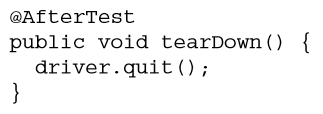 @AfterTest
public void tearDown() {
  driver.quit();
}